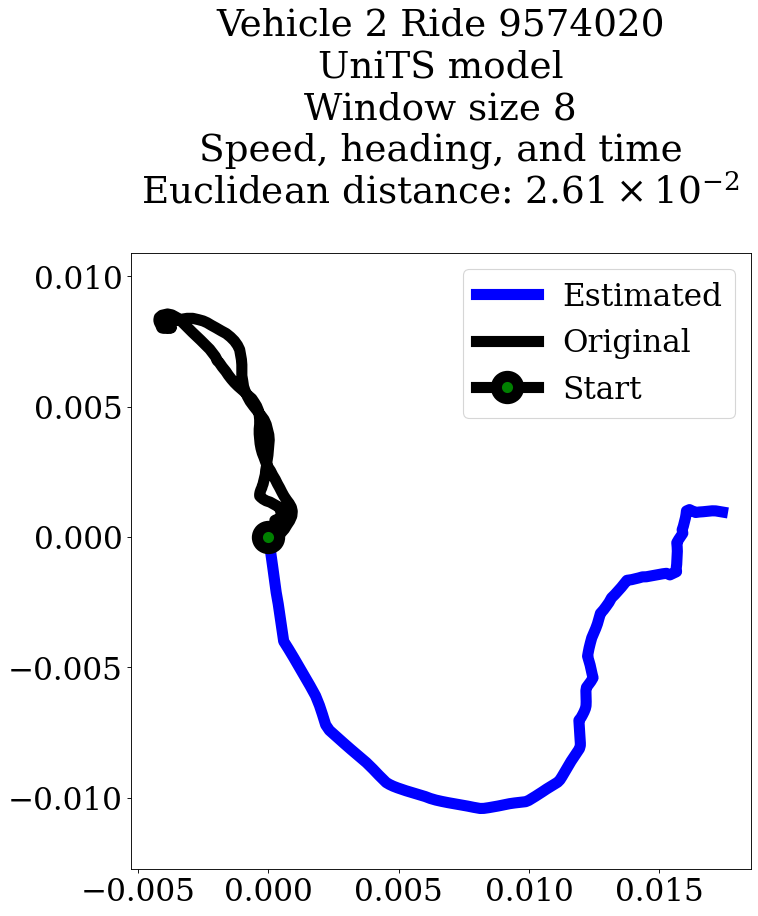 Vehicle 2 Ride 9574020
UniTS model
Window size 8
Speed, heading, and time
Euclidean distance: 2.61 × 10⁻²
Estimated
Original
Start
0.010
0.005
0.000
−0.005
−0.010
−0.005 0.000 0.005 0.010 0.015